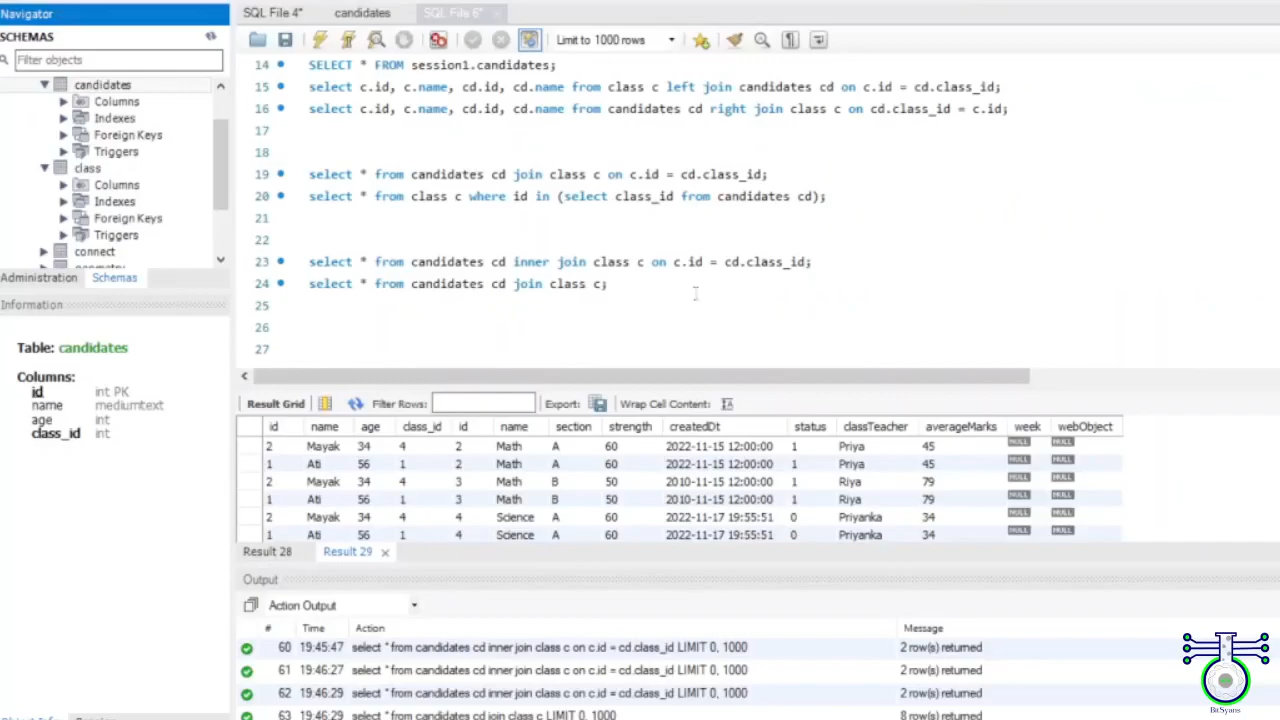 Navigator
SQL File 4*
candidates
SQL File 6*
SCHEMAS
Filter objects
Limit to 1000 rows
candidates
Columns
Indexes
Foreign Keys
Triggers
class
Columns
Indexes
Foreign Keys
Triggers
connect
Administration Schemas
Information
Table: candidates
Columns:
id int PK
name mediumtext
age int
class_id int
14 SELECT * FROM session1.candidates;
15 select c.id, c.name, cd.id, cd.name from class c left join candidates cd on c.id = cd.class_id;
16 select c.id, c.name, cd.id, cd.name from candidates cd right join class c on cd.class_id = c.id;
17
18
19 select * from candidates cd join class c on c.id = cd.class_id;
20 select * from class c where id in (select class_id from candidates cd);
21
22
23 select * from candidates cd inner join class c on c.id = cd.class_id;
24 select * from candidates cd join class c;
25
26
27
Result Grid Filter Rows: Export: Wrap Cell Content:
id name age class_id id name section strength createdDt status classTeacher averageMarks week webObject
2 Mayak 34 4 2 Math A 60 2022-11-15 12:00:00 1 Priya 45 NULL NULL
1 Ati 56 1 2 Math A 60 2022-11-15 12:00:00 1 Priya 45 NULL NULL
2 Mayak 34 4 3 Math B 50 2010-11-15 12:00:00 1 Riya 79 NULL NULL
1 Ati 56 1 3 Math B 50 2010-11-15 12:00:00 1 Riya 79 NULL NULL
2 Mayak 34 4 4 Science A 60 2022-11-17 19:55:51 0 Priyanka 34 NULL NULL
1 Ati 56 1 4 Science A 60 2022-11-17 19:55:51 0 Priyanka 34 NULL NULL
Result 28 Result 29
Output
Action Output
# Time Action Message
60 19:45:47 select * from candidates cd inner join class c on c.id = cd.class_id LIMIT 0, 1000 2 row(s) returned
61 19:46:27 select * from candidates cd inner join class c on c.id = cd.class_id LIMIT 0, 1000 2 row(s) returned
62 19:46:29 select * from candidates cd inner join class c on c.id = cd.class_id LIMIT 0, 1000 2 row(s) returned
63 19:46:29 select * from candidates cd join class c LIMIT 0, 1000 8 row(s) returned
BitSyans